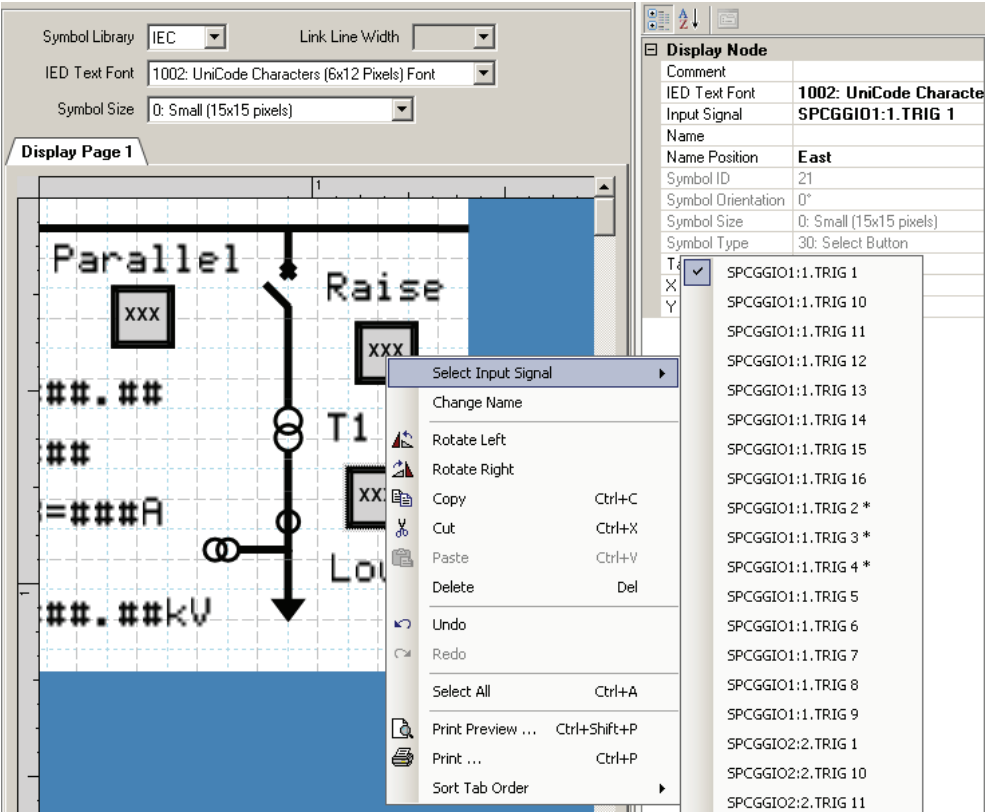 Symbol Library IEC Link Line Width
IED Text Font 1002: UniCode Characters (6x12 Pixels) Font
Symbol Size 0: Small (15x15 pixels)
Display Page 1
1
Parallel
XXX
Raise
XXX
##.##
T1
##
XX
=###A
##.##kV
1
Display Node
Comment
IED Text Font 1002: UniCode Characte
Input Signal SPCGGIO1:1.TRIG 1
Name
Name Position East
Symbol ID 21
Symbol Orientation 0°
Symbol Size 0: Small (15x15 pixels)
Symbol Type 30: Select Button
X
Y
Select Input Signal
Change Name
Rotate Left
Rotate Right
Copy Ctrl+C
Cut Ctrl+X
Paste Ctrl+V
Delete Del
Undo
Redo
Select All Ctrl+A
Print Preview ... Ctrl+Shift+P
Print ... Ctrl+P
Sort Tab Order
SPCGGIO1:1.TRIG 1
SPCGGIO1:1.TRIG 10
SPCGGIO1:1.TRIG 11
SPCGGIO1:1.TRIG 12
SPCGGIO1:1.TRIG 13
SPCGGIO1:1.TRIG 14
SPCGGIO1:1.TRIG 15
SPCGGIO1:1.TRIG 16
SPCGGIO1:1.TRIG 2 *
SPCGGIO1:1.TRIG 3 *
SPCGGIO1:1.TRIG 4 *
SPCGGIO1:1.TRIG 5
SPCGGIO1:1.TRIG 6
SPCGGIO1:1.TRIG 7
SPCGGIO1:1.TRIG 8
SPCGGIO1:1.TRIG 9
SPCGGIO2:2.TRIG 1
SPCGGIO2:2.TRIG 10
SPCGGIO2:2.TRIG 11